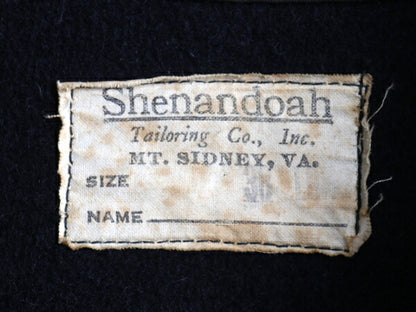 Shenandoah
Tailoring Co., Inc.
MT. SIDNEY, VA.
SIZE
NAME